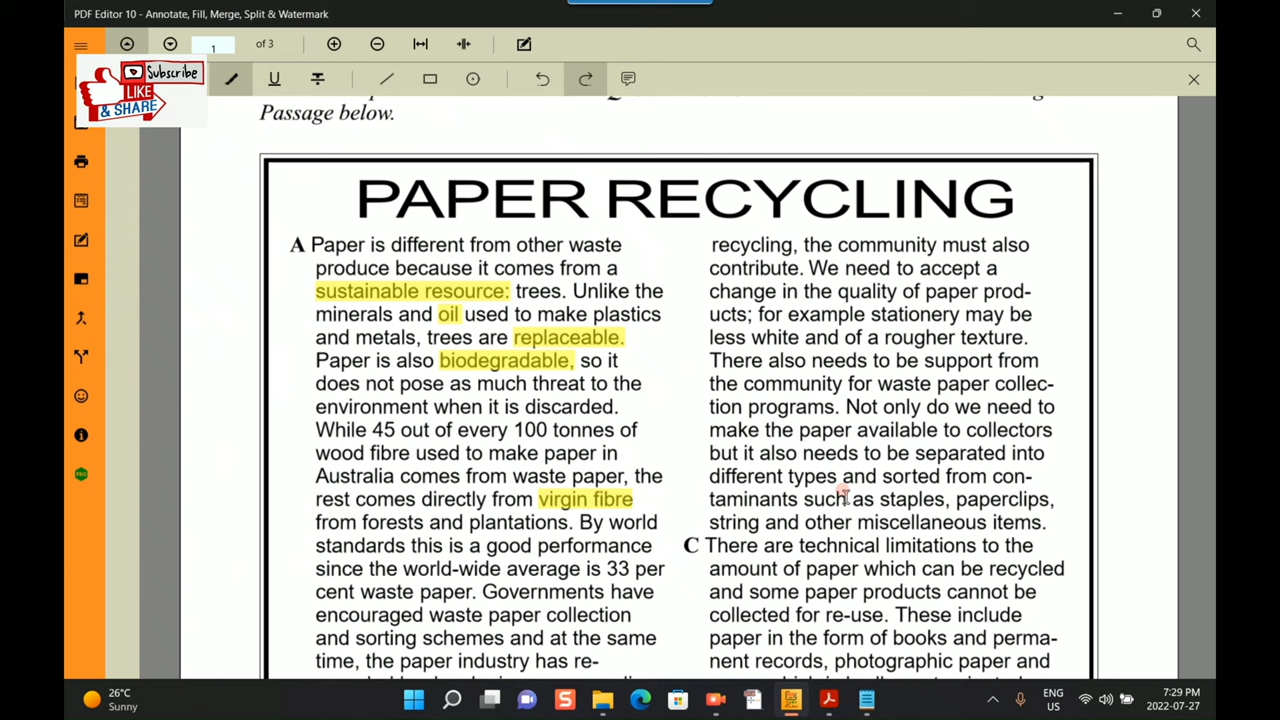 PDF Editor 10 - Annotate, Fill, Merge, Split & Watermark
1 of 3
Subscribe
LIKE
& SHARE
Passage below.
PAPER RECYCLING
A Paper is different from other waste
produce because it comes from a
sustainable resource: trees. Unlike the
minerals and oil used to make plastics
and metals, trees are replaceable.
Paper is also biodegradable, so it
does not pose as much threat to the
environment when it is discarded.
While 45 out of every 100 tonnes of
wood fibre used to make paper in
Australia comes from waste paper, the
rest comes directly from virgin fibre
from forests and plantations. By world
standards this is a good performance
since the world-wide average is 33 per
cent waste paper. Governments have
encouraged waste paper collection
and sorting schemes and at the same
time, the paper industry has re-
recycling, the community must also
contribute. We need to accept a
change in the quality of paper prod-
ucts; for example stationery may be
less white and of a rougher texture.
There also needs to be support from
the community for waste paper collec-
tion programs. Not only do we need to
make the paper available to collectors
but it also needs to be separated into
different types and sorted from con-
taminants such as staples, paperclips,
string and other miscellaneous items.
C There are technical limitations to the
amount of paper which can be recycled
and some paper products cannot be
collected for re-use. These include
paper in the form of books and perma-
nent records, photographic paper and
26°C
Sunny
ENG
US
7:29 PM
2022-07-27